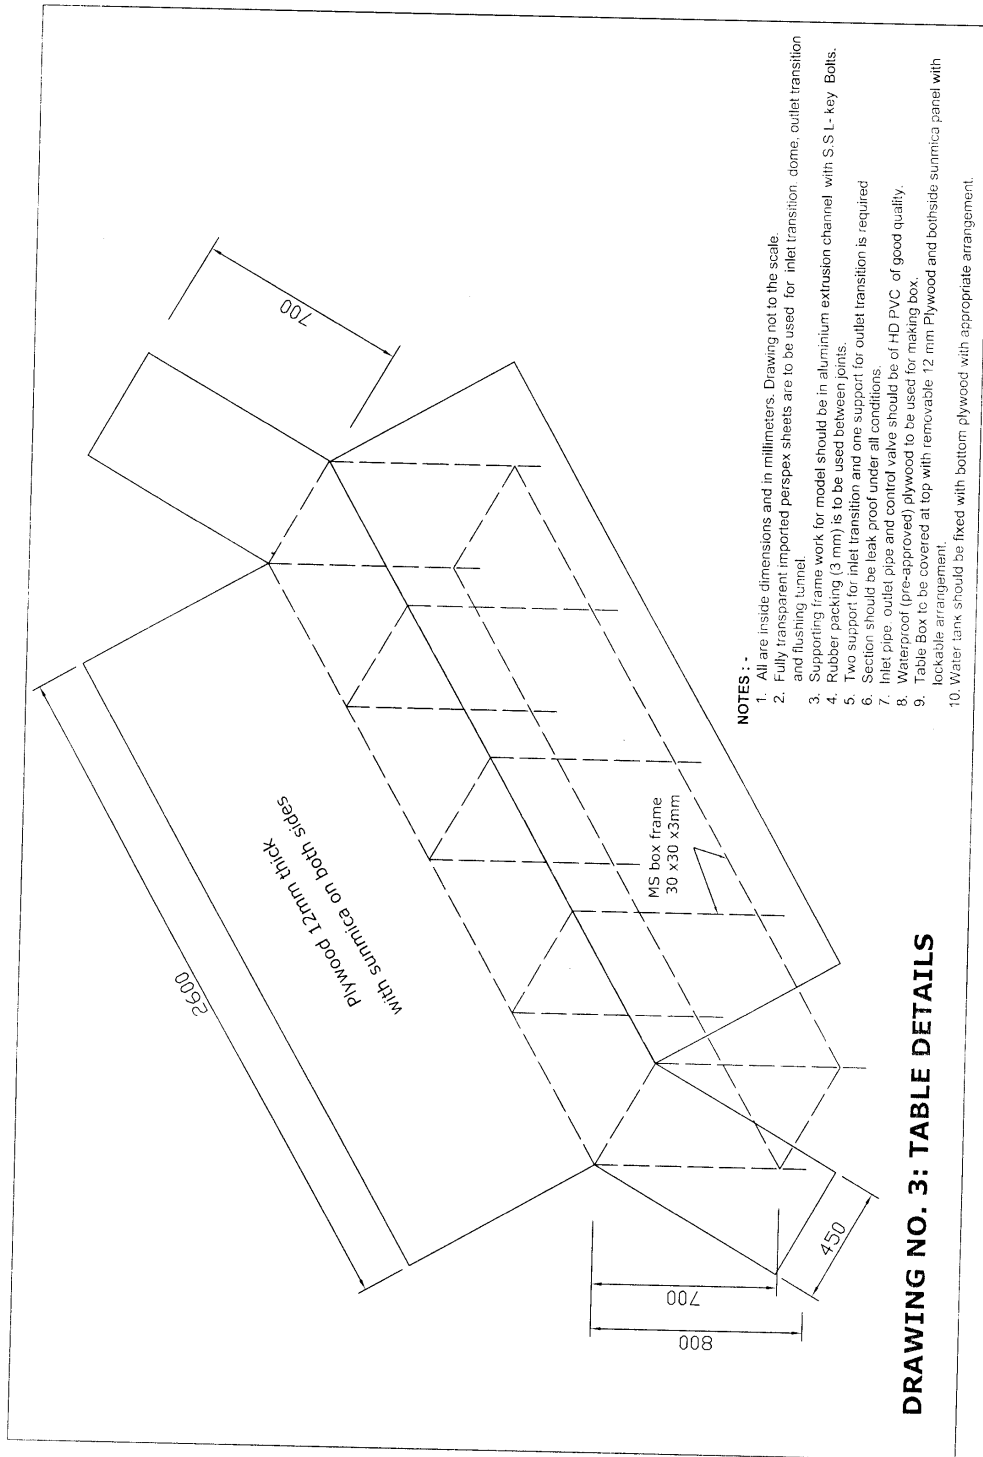 700
2600
Plywood 12mm thick
with sunmica on both sides
MS box frame
30 x30 x3mm
700
800
450
NOTES : -
1. All are inside dimensions and in millimeters. Drawing not to the scale.
2. Fully transparent imported perspex sheets are to be used for inlet transition, dome, outlet transition
and flushing tunnel.
3. Supporting frame work for model should be in aluminium extrusion channel with S.S L- key Bolts.
4. Rubber packing (3 mm) is to be used between joints.
5. Two support for inlet transition and one support for outlet transition is required
6. Section should be leak proof under all conditions.
7. Inlet pipe, outlet pipe and control valve should be of HD PVC of good quality.
8. Waterproof (pre-approved) plywood to be used for making box.
9. Table Box to be covered at top with removable 12 mm Plywood and bothside sunmica panel with
lockable arrangement.
10. Water tank should be fixed with bottom plywood with appropriate arrangement.
DRAWING NO. 3: TABLE DETAILS